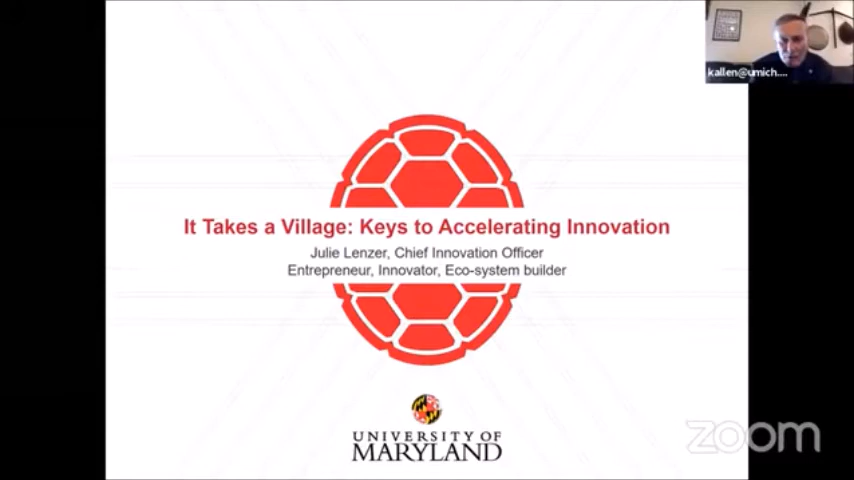 kallen@umich....
It Takes a Village: Keys to Accelerating Innovation
Julie Lenzer, Chief Innovation Officer
Entrepreneur, Innovator, Eco-system builder
UNIVERSITY OF
MARYLAND
zoom